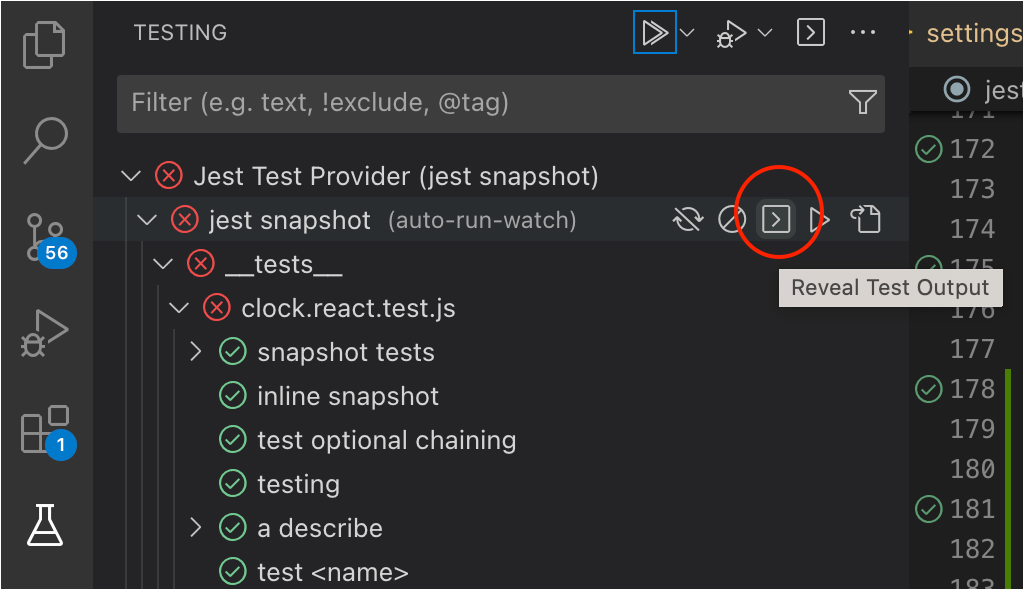 TESTING
settings
Filter (e.g. text, !exclude, @tag)
jest
171
172
Jest Test Provider (jest snapshot)
173
jest snapshot (auto-run-watch)
174
56
__tests__
175
Reveal Test Output
clock.react.test.js
176
snapshot tests
177
inline snapshot
178
1
test optional chaining
179
testing
180
a describe
181
test <name>
182
183